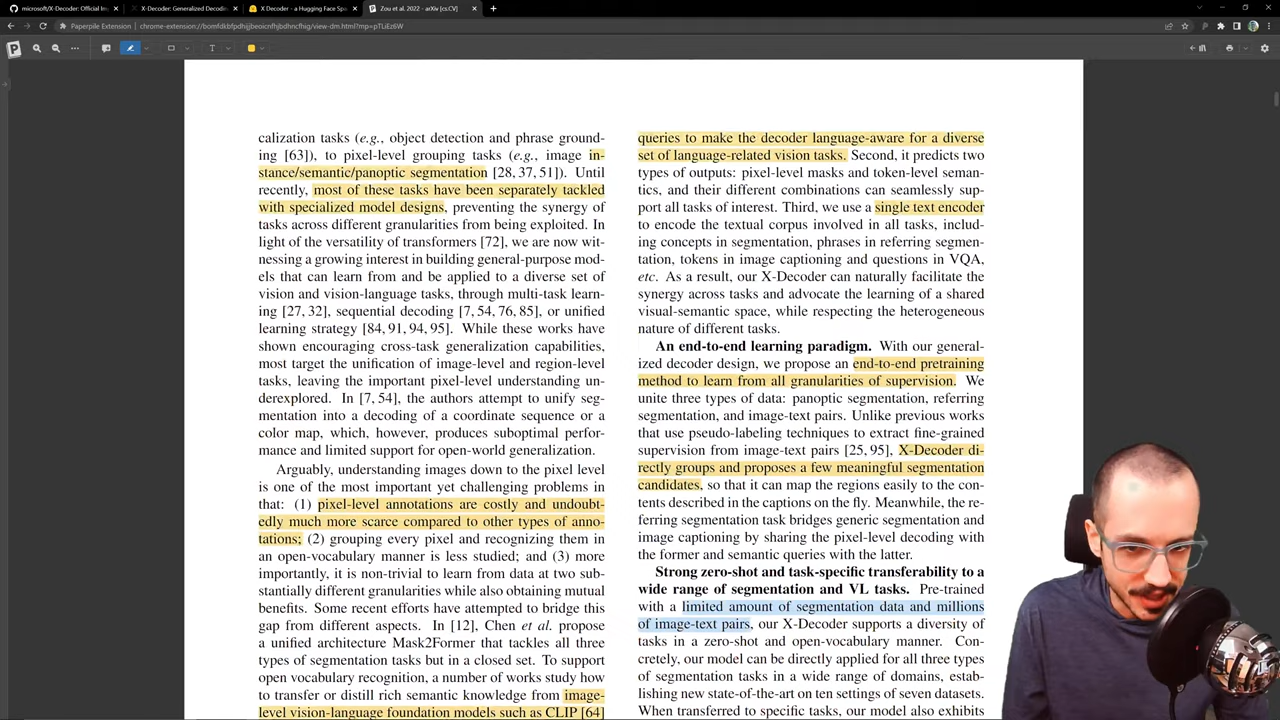 microsoft/X-Decoder: Official Im
X-Decoder: Generalized Decodin
X Decoder - a Hugging Face Spa
Zou et al. 2022 - arXiv [cs.CV]
Paperpile Extension
T
calization tasks (e.g., object detection and phrase ground-
ing [63]), to pixel-level grouping tasks (e.g., image in-
stance/semantic/panoptic segmentation [28, 37, 51]). Until
recently, most of these tasks have been separately tackled
with specialized model designs, preventing the synergy of
tasks across different granularities from being exploited. In
light of the versatility of transformers [72], we are now wit-
nessing a growing interest in building general-purpose mod-
els that can learn from and be applied to a diverse set of
vision and vision-language tasks, through multi-task learn-
ing [27, 32], sequential decoding [7, 54, 76, 85], or unified
learning strategy [84, 91, 94, 95]. While these works have
shown encouraging cross-task generalization capabilities,
most target the unification of image-level and region-level
tasks, leaving the important pixel-level understanding un-
derexplored. In [7, 54], the authors attempt to unify seg-
mentation into a decoding of a coordinate sequence or a
color map, which, however, produces suboptimal perfor-
mance and limited support for open-world generalization.
Arguably, understanding images down to the pixel level
is one of the most important yet challenging problems in
that: (1) pixel-level annotations are costly and undoubt-
edly much more scarce compared to other types of anno-
tations; (2) grouping every pixel and recognizing them in
an open-vocabulary manner is less studied; and (3) more
importantly, it is non-trivial to learn from data at two sub-
stantially different granularities while also obtaining mutual
benefits. Some recent efforts have attempted to bridge this
gap from different aspects. In [12], Chen et al. propose
a unified architecture Mask2Former that tackles all three
types of segmentation tasks but in a closed set. To support
open vocabulary recognition, a number of works study how
to transfer or distill rich semantic knowledge from image-
level vision-language foundation models such as CLIP [64]
queries to make the decoder language-aware for a diverse
set of language-related vision tasks. Second, it predicts two
types of outputs: pixel-level masks and token-level seman-
tics, and their different combinations can seamlessly sup-
port all tasks of interest. Third, we use a single text encoder
to encode the textual corpus involved in all tasks, includ-
ing concepts in segmentation, phrases in referring segmen-
tation, tokens in image captioning and questions in VQA,
etc. As a result, our X-Decoder can naturally facilitate the
synergy across tasks and advocate the learning of a shared
visual-semantic space, while respecting the heterogeneous
nature of different tasks.
An end-to-end learning paradigm. With our general-
ized decoder design, we propose an end-to-end pretraining
method to learn from all granularities of supervision. We
unite three types of data: panoptic segmentation, referring
segmentation, and image-text pairs. Unlike previous works
that use pseudo-labeling techniques to extract fine-grained
supervision from image-text pairs [25, 95], X-Decoder di-
rectly groups and proposes a few meaningful segmentation
candidates, so that it can map the regions easily to the con-
tents described in the captions on the fly. Meanwhile, the re-
ferring segmentation task bridges generic segmentation and
image captioning by sharing the pixel-level decoding with
the former and semantic queries with the latter.
Strong zero-shot and task-specific transferability to a
wide range of segmentation and VL tasks. Pre-trained
with a limited amount of segmentation data and millions
of image-text pairs, our X-Decoder supports a diversity of
tasks in a zero-shot and open-vocabulary manner. Con-
cretely, our model can be directly applied for all three types
of segmentation tasks in a wide range of domains, estab-
lishing new state-of-the-art on ten settings of seven datasets.
When transferred to specific tasks, our model also exhibits